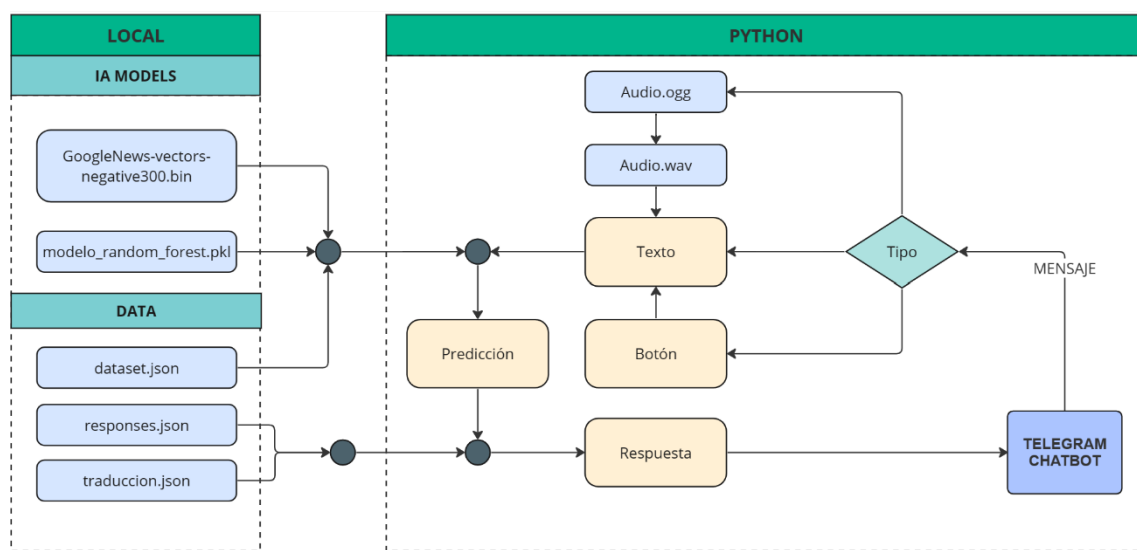 LOCAL
IA MODELS
GoogleNews-vectors-
negative300.bin
modelo_random_forest.pkl
DATA
dataset.json
responses.json
traduccion.json
PYTHON
Audio.ogg
Audio.wav
Texto
Tipo
MENSAJE
Predicción
Botón
Respuesta
TELEGRAM
CHATBOT